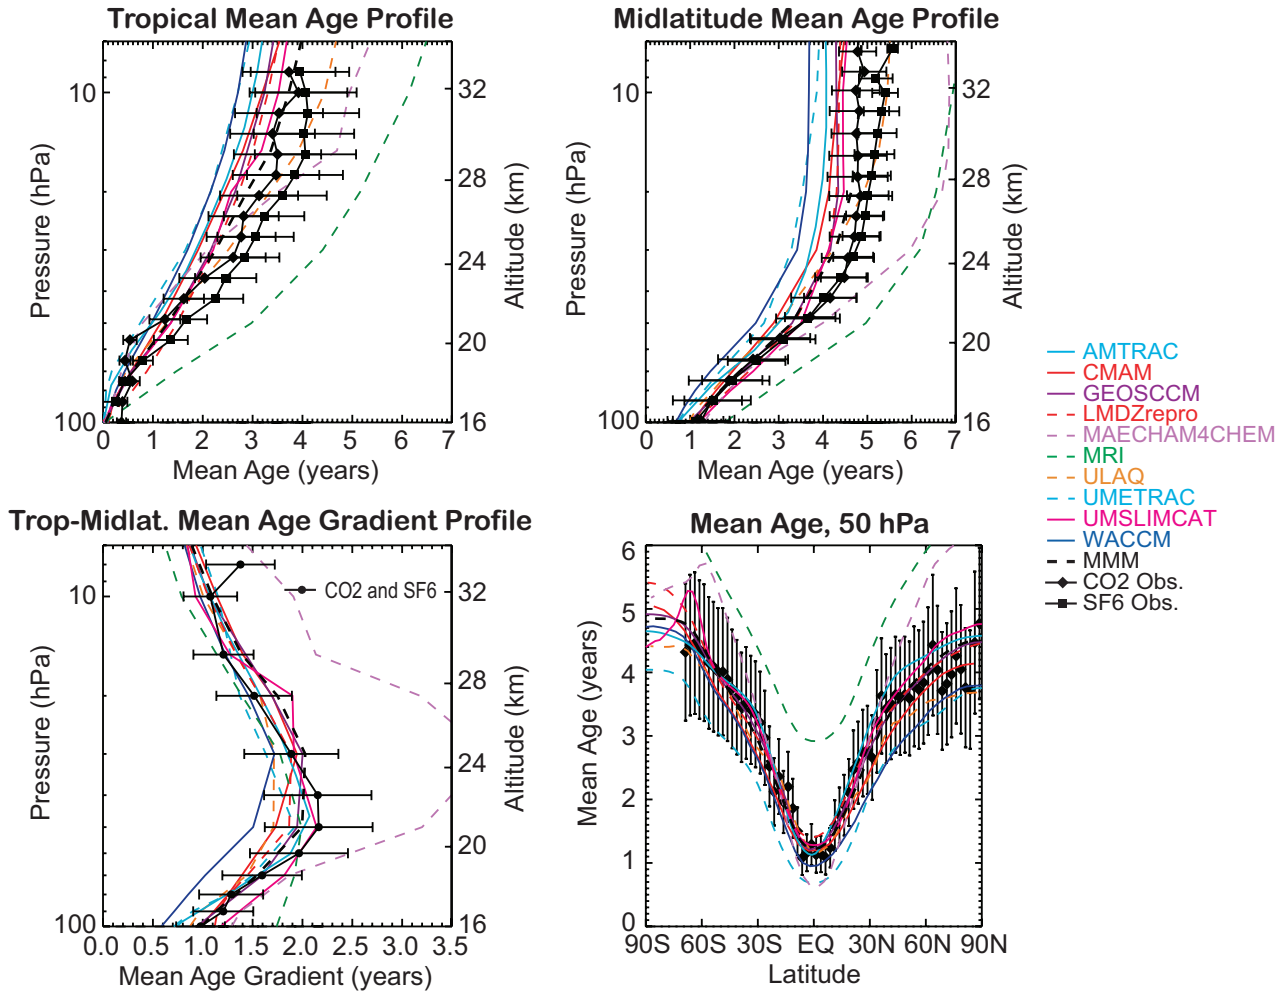 Tropical Mean Age Profile
Pressure (hPa)
10
100
0 1 2 3 4 5 6 7
Mean Age (years)
32
28
24
20
16
Altitude (km)
Midlatitude Mean Age Profile
Pressure (hPa)
10
100
0 1 2 3 4 5 6 7
Mean Age (years)
32
28
24
20
16
Altitude (km)
AMTRAC
CMAM
GEOSCCM
LMDZrepro
MAECHAM4CHEM
MRI
ULAQ
UMETRAC
UMSLIMCAT
WACCM
MMM
CO2 Obs.
SF6 Obs.
Trop-Midlat. Mean Age Gradient Profile
CO2 and SF6
Pressure (hPa)
10
100
0.0 0.5 1.0 1.5 2.0 2.5 3.0 3.5
Mean Age Gradient (years)
32
28
24
20
16
Altitude (km)
Mean Age, 50 hPa
Mean Age (years)
6
5
4
3
2
1
0
90S 60S 30S EQ 30N 60N 90N
Latitude